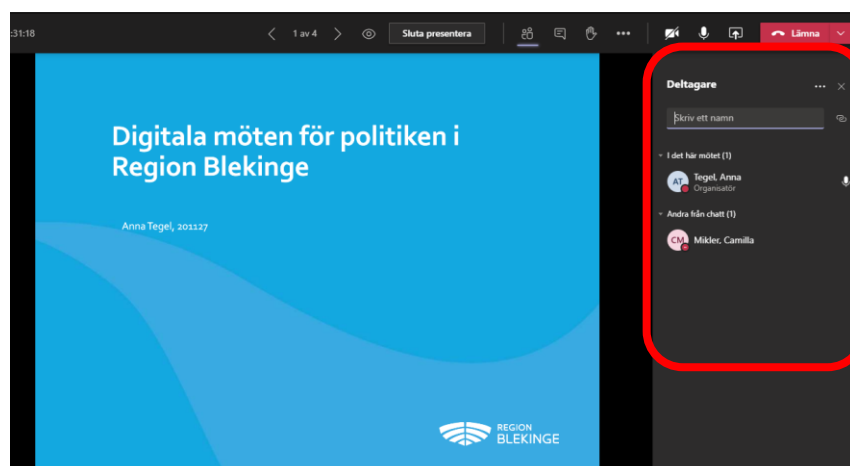 :31:18
1 av 4
Sluta presentera
Lämna
Deltagare
Skriv ett namn
I det här mötet (1)
AT
Tegel, Anna
Organisatör
Andra från chatt (1)
CM
Mikler, Camilla
Digitala möten för politiken i
Region Blekinge
Anna Tegel, 201127
REGION
BLEKINGE